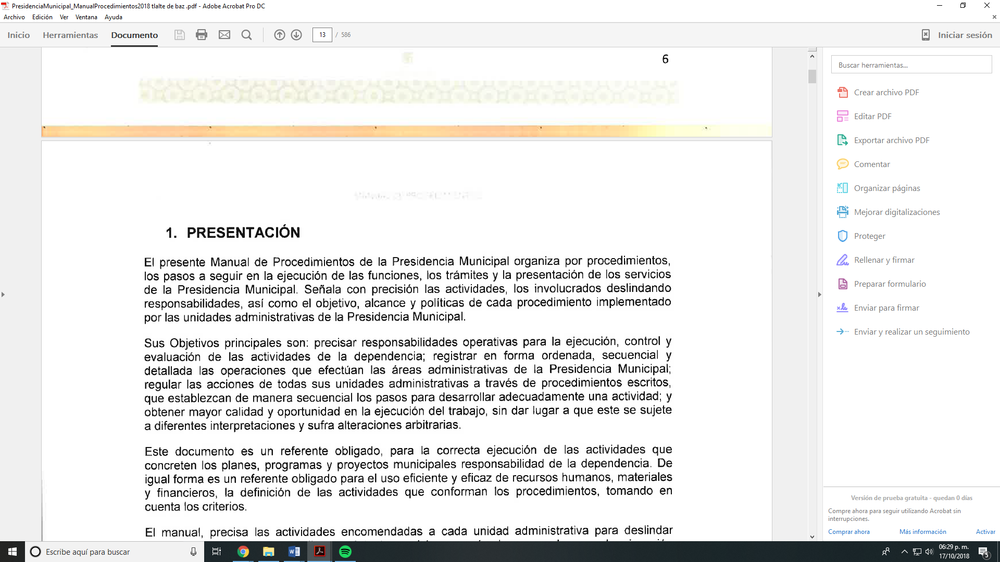 PresidenciaMunicipal_ManualProcedimientos2018 tlalte de baz .pdf - Adobe Acrobat Pro DC
Archivo Edición Ver Ventana Ayuda
Inicio Herramientas Documento 13 / 586 Iniciar sesión
6
1. PRESENTACIÓN
El presente Manual de Procedimientos de la Presidencia Municipal organiza por procedimientos,
los pasos a seguir en la ejecución de las funciones, los trámites y la presentación de los servicios
de la Presidencia Municipal. Señala con precisión las actividades, los involucrados deslindando
responsabilidades, así como el objetivo, alcance y políticas de cada procedimiento implementado
por las unidades administrativas de la Presidencia Municipal.
Sus Objetivos principales son: precisar responsabilidades operativas para la ejecución, control y
evaluación de las actividades de la dependencia; registrar en forma ordenada, secuencial y
detallada las operaciones que efectúan las áreas administrativas de la Presidencia Municipal;
regular las acciones de todas sus unidades administrativas a través de procedimientos escritos,
que establezcan de manera secuencial los pasos para desarrollar adecuadamente una actividad; y
obtener mayor calidad y oportunidad en la ejecución del trabajo, sin dar lugar a que este se sujete
a diferentes interpretaciones y sufra alteraciones arbitrarias.
Este documento es un referente obligado, para la correcta ejecución de las actividades que
concreten los planes, programas y proyectos municipales responsabilidad de la dependencia. De
igual forma es un referente obligado para el uso eficiente y eficaz de recursos humanos, materiales
y financieros, la definición de las actividades que conforman los procedimientos, tomando en
cuenta los criterios.
El manual, precisa las actividades encomendadas a cada unidad administrativa para deslindar
Buscar herramientas...
Crear archivo PDF
Editar PDF
Exportar archivo PDF
Comentar
Organizar páginas
Mejorar digitalizaciones
Proteger
Rellenar y firmar
Preparar formulario
Enviar para firmar
Enviar y realizar un seguimiento
Versión de prueba gratuita - quedan 0 días
Compre ahora para seguir utilizando Acrobat sin
interrupciones.
Comprar ahora Más información Activar
Escribe aquí para buscar
06:29 p. m.
17/10/2018
5